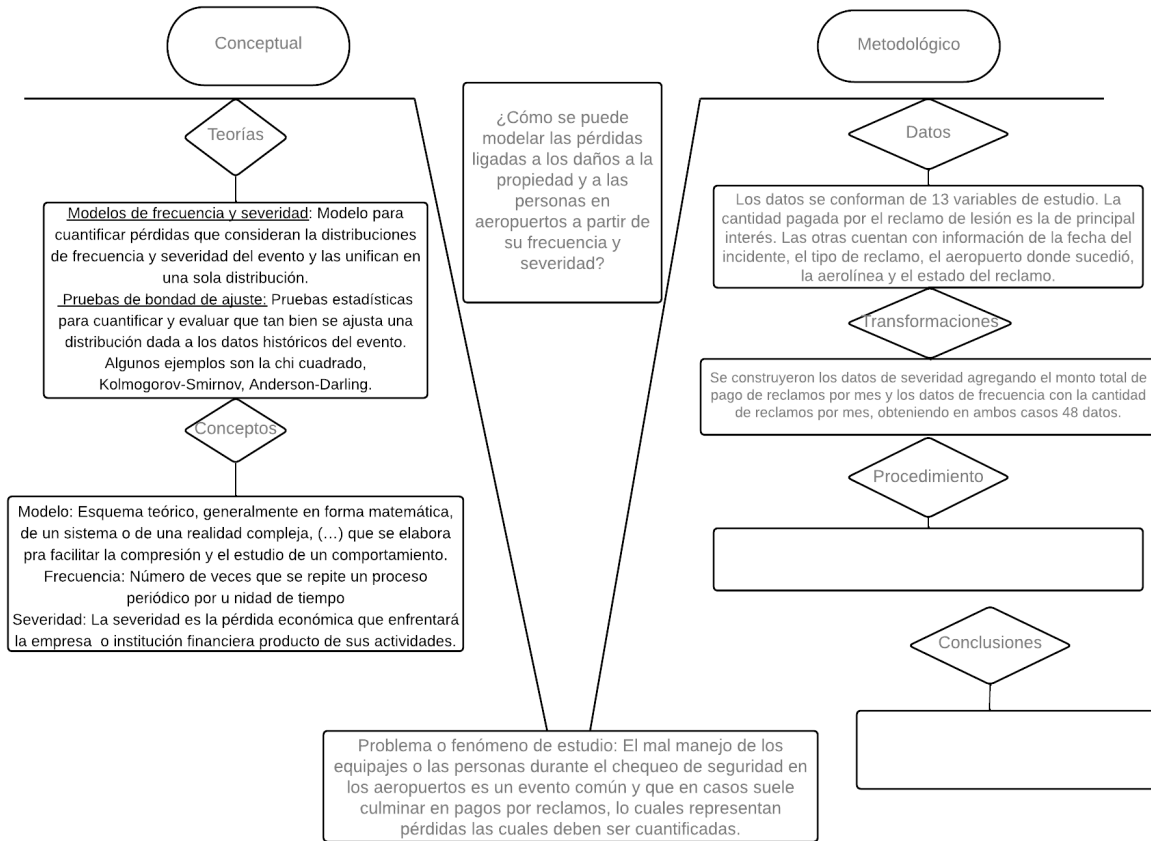 Conceptual
Teorías
Modelos de frecuencia y severidad: Modelo para
cuantificar pérdidas que consideran la distribuciones
de frecuencia y severidad del evento y las unifican en
una sola distribución.
Pruebas de bondad de ajuste: Pruebas estadísticas
para cuantificar y evaluar que tan bien se ajusta una
distribución dada a los datos históricos del evento.
Algunos ejemplos son la chi cuadrado,
Kolmogorov-Smirnov, Anderson-Darling.
Conceptos
Modelo: Esquema teórico, generalmente en forma matemática,
de un sistema o de una realidad compleja, (...) que se elabora
pra facilitar la compresión y el estudio de un comportamiento.
Frecuencia: Número de veces que se repite un proceso
periódico por u nidad de tiempo
Severidad: La severidad es la pérdida económica que enfrentará
la empresa o institución financiera producto de sus actividades.
¿Cómo se puede
modelar las pérdidas
ligadas a los daños a la
propiedad y a las
personas en
aeropuertos a partir de
su frecuencia y
severidad?
Metodológico
Datos
Los datos se conforman de 13 variables de estudio. La
cantidad pagada por el reclamo de lesión es la de principal
interés. Las otras cuentan con información de la fecha del
incidente, el tipo de reclamo, el aeropuerto donde sucedió,
la aerolínea y el estado del reclamo.
Transformaciones
Se construyeron los datos de severidad agregando el monto total de
pago de reclamos por mes y los datos de frecuencia con la cantidad
de reclamos por mes, obteniendo en ambos casos 48 datos.
Procedimiento
Conclusiones
Problema o fenómeno de estudio: El mal manejo de los
equipajes o las personas durante el chequeo de seguridad en
los aeropuertos es un evento común y que en casos suele
culminar en pagos por reclamos, lo cuales representan
pérdidas las cuales deben ser cuantificadas.